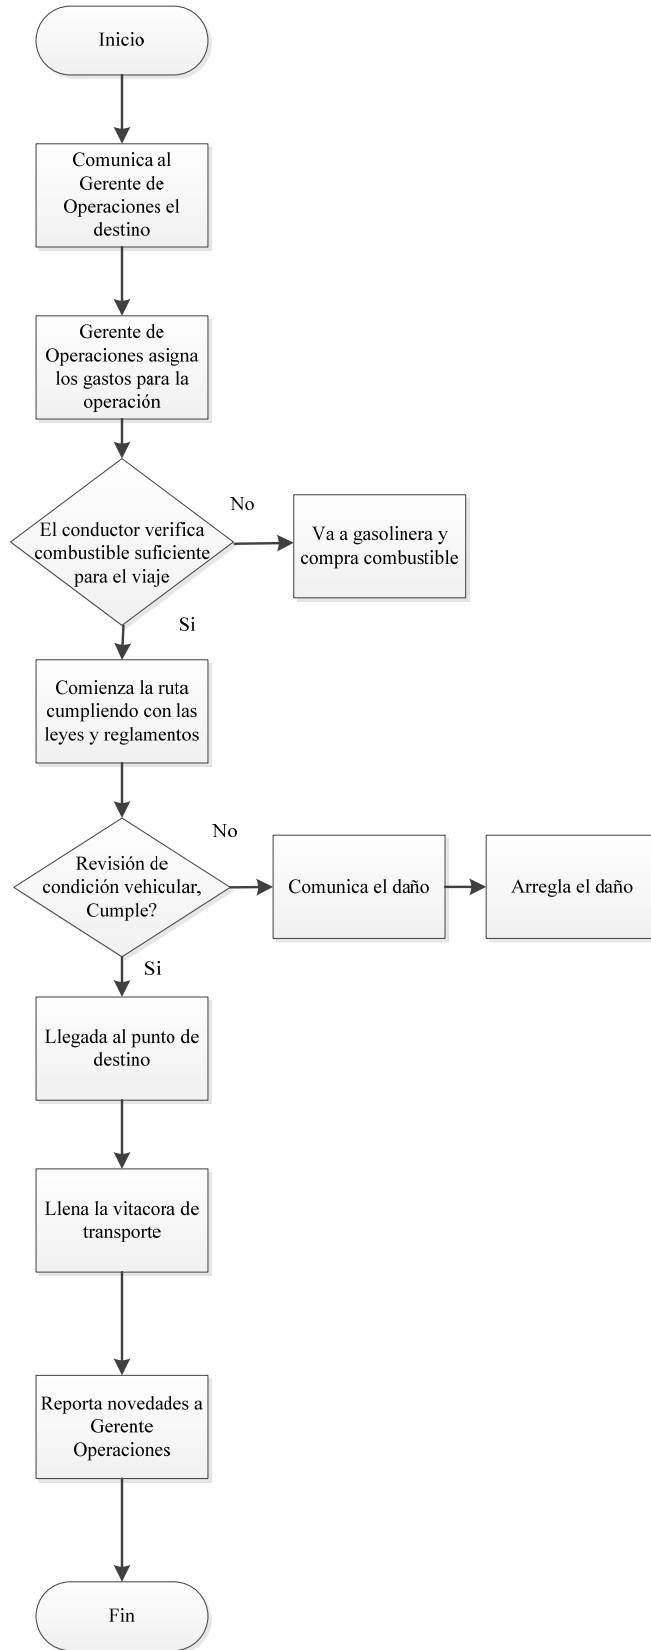 Inicio
Comunica al
Gerente de
Operaciones el
destino
Gerente de
Operaciones asigna
los gastos para la
operación
No
El conductor verifica
combustible suficiente
para el viaje
Va a gasolinera y
compra combustible
Si
Comienza la ruta
cumpliendo con las
leyes y reglamentos
No
Revisión de
condición vehicular,
Cumple?
Comunica el daño
Arregla el daño
Si
Llegada al punto de
destino
Llena la vitacora de
transporte
Reporta novedades a
Gerente
Operaciones
Fin